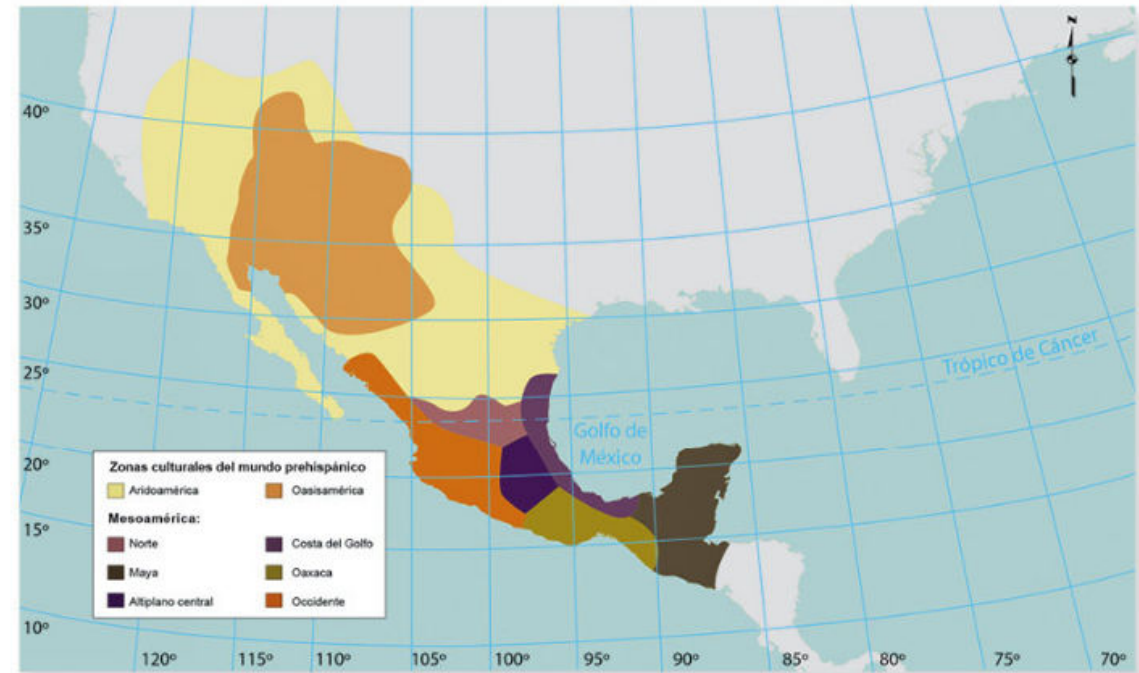 N
40º
35º
30º
25º
20º
15º
10º
Trópico de Cáncer
Golfo de
México
Zonas culturales del mundo prehispánico
Aridoamérica Oasisamérica
Mesoamérica:
Norte Costa del Golfo
Maya Oaxaca
Altiplano central Occidente
120º 115º 110º 105º 100º 95º 90º 85º 80º 75º 70º